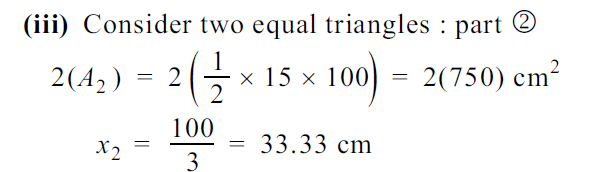 (iii) Consider two equal triangles : part ②
2(A₂) = 2(1/2 × 15 × 100) = 2(750) cm²
x₂ = 100/3 = 33.33 cm